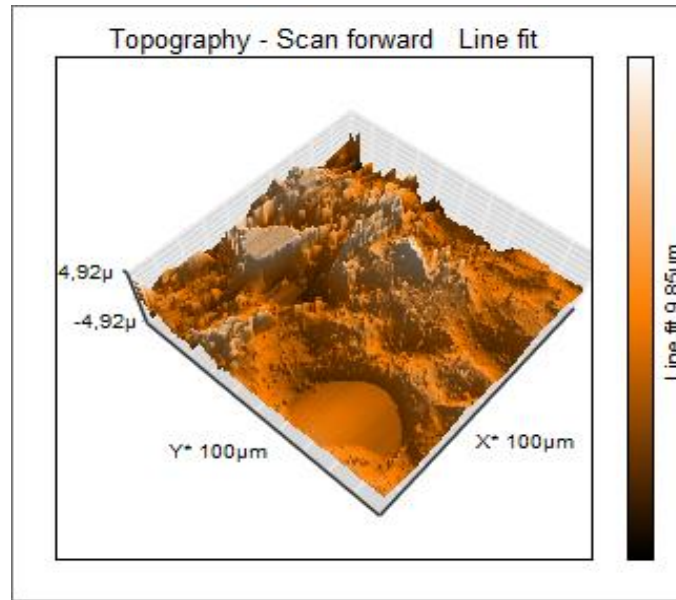 Topography - Scan forward Line fit
4,92µ
-4,92µ
Y* 100µm
X* 100µm
Line fit 9,85µm